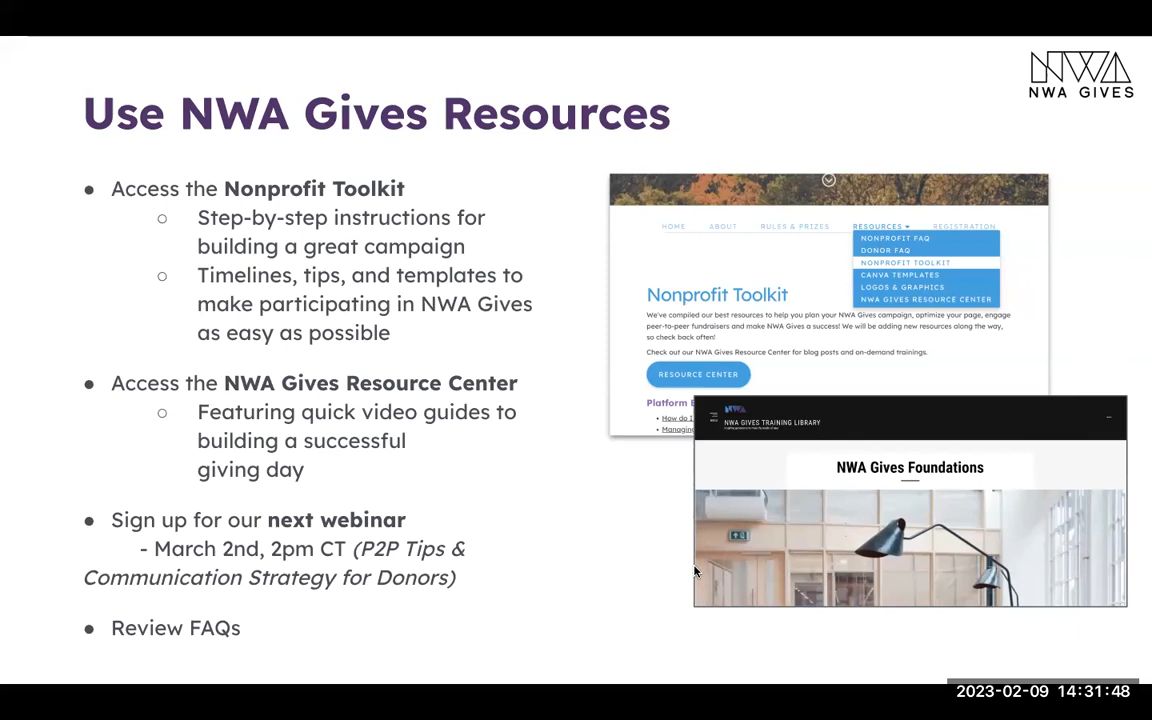 NWA GIVES
Use NWA Gives Resources
● Access the Nonprofit Toolkit
○ Step-by-step instructions for
building a great campaign
○ Timelines, tips, and templates to
make participating in NWA Gives
as easy as possible
● Access the NWA Gives Resource Center
○ Featuring quick video guides to
building a successful
giving day
● Sign up for our next webinar
- March 2nd, 2pm CT (P2P Tips &
Communication Strategy for Donors)
● Review FAQs
HOME ABOUT RULES & PRIZES RESOURCES REGISTRATION
NONPROFIT FAQ
DONOR FAQ
NONPROFIT TOOLKIT
CANVA TEMPLATES
LOGOS & GRAPHICS
NWA GIVES RESOURCE CENTER
Nonprofit Toolkit
We've compiled our best resources to help you plan your NWA Gives campaign, optimize your page, engage
peer-to-peer fundraisers and make NWA Gives a success! We will be adding new resources along the way,
so check back often!
Check out our NWA Gives Resource Center for blog posts and on-demand trainings.
RESOURCE CENTER
Platform
• How do I
• Managing
NWA
NWA GIVES TRAINING LIBRARY
NWA Gives Foundations
2023-02-09 14:31:48